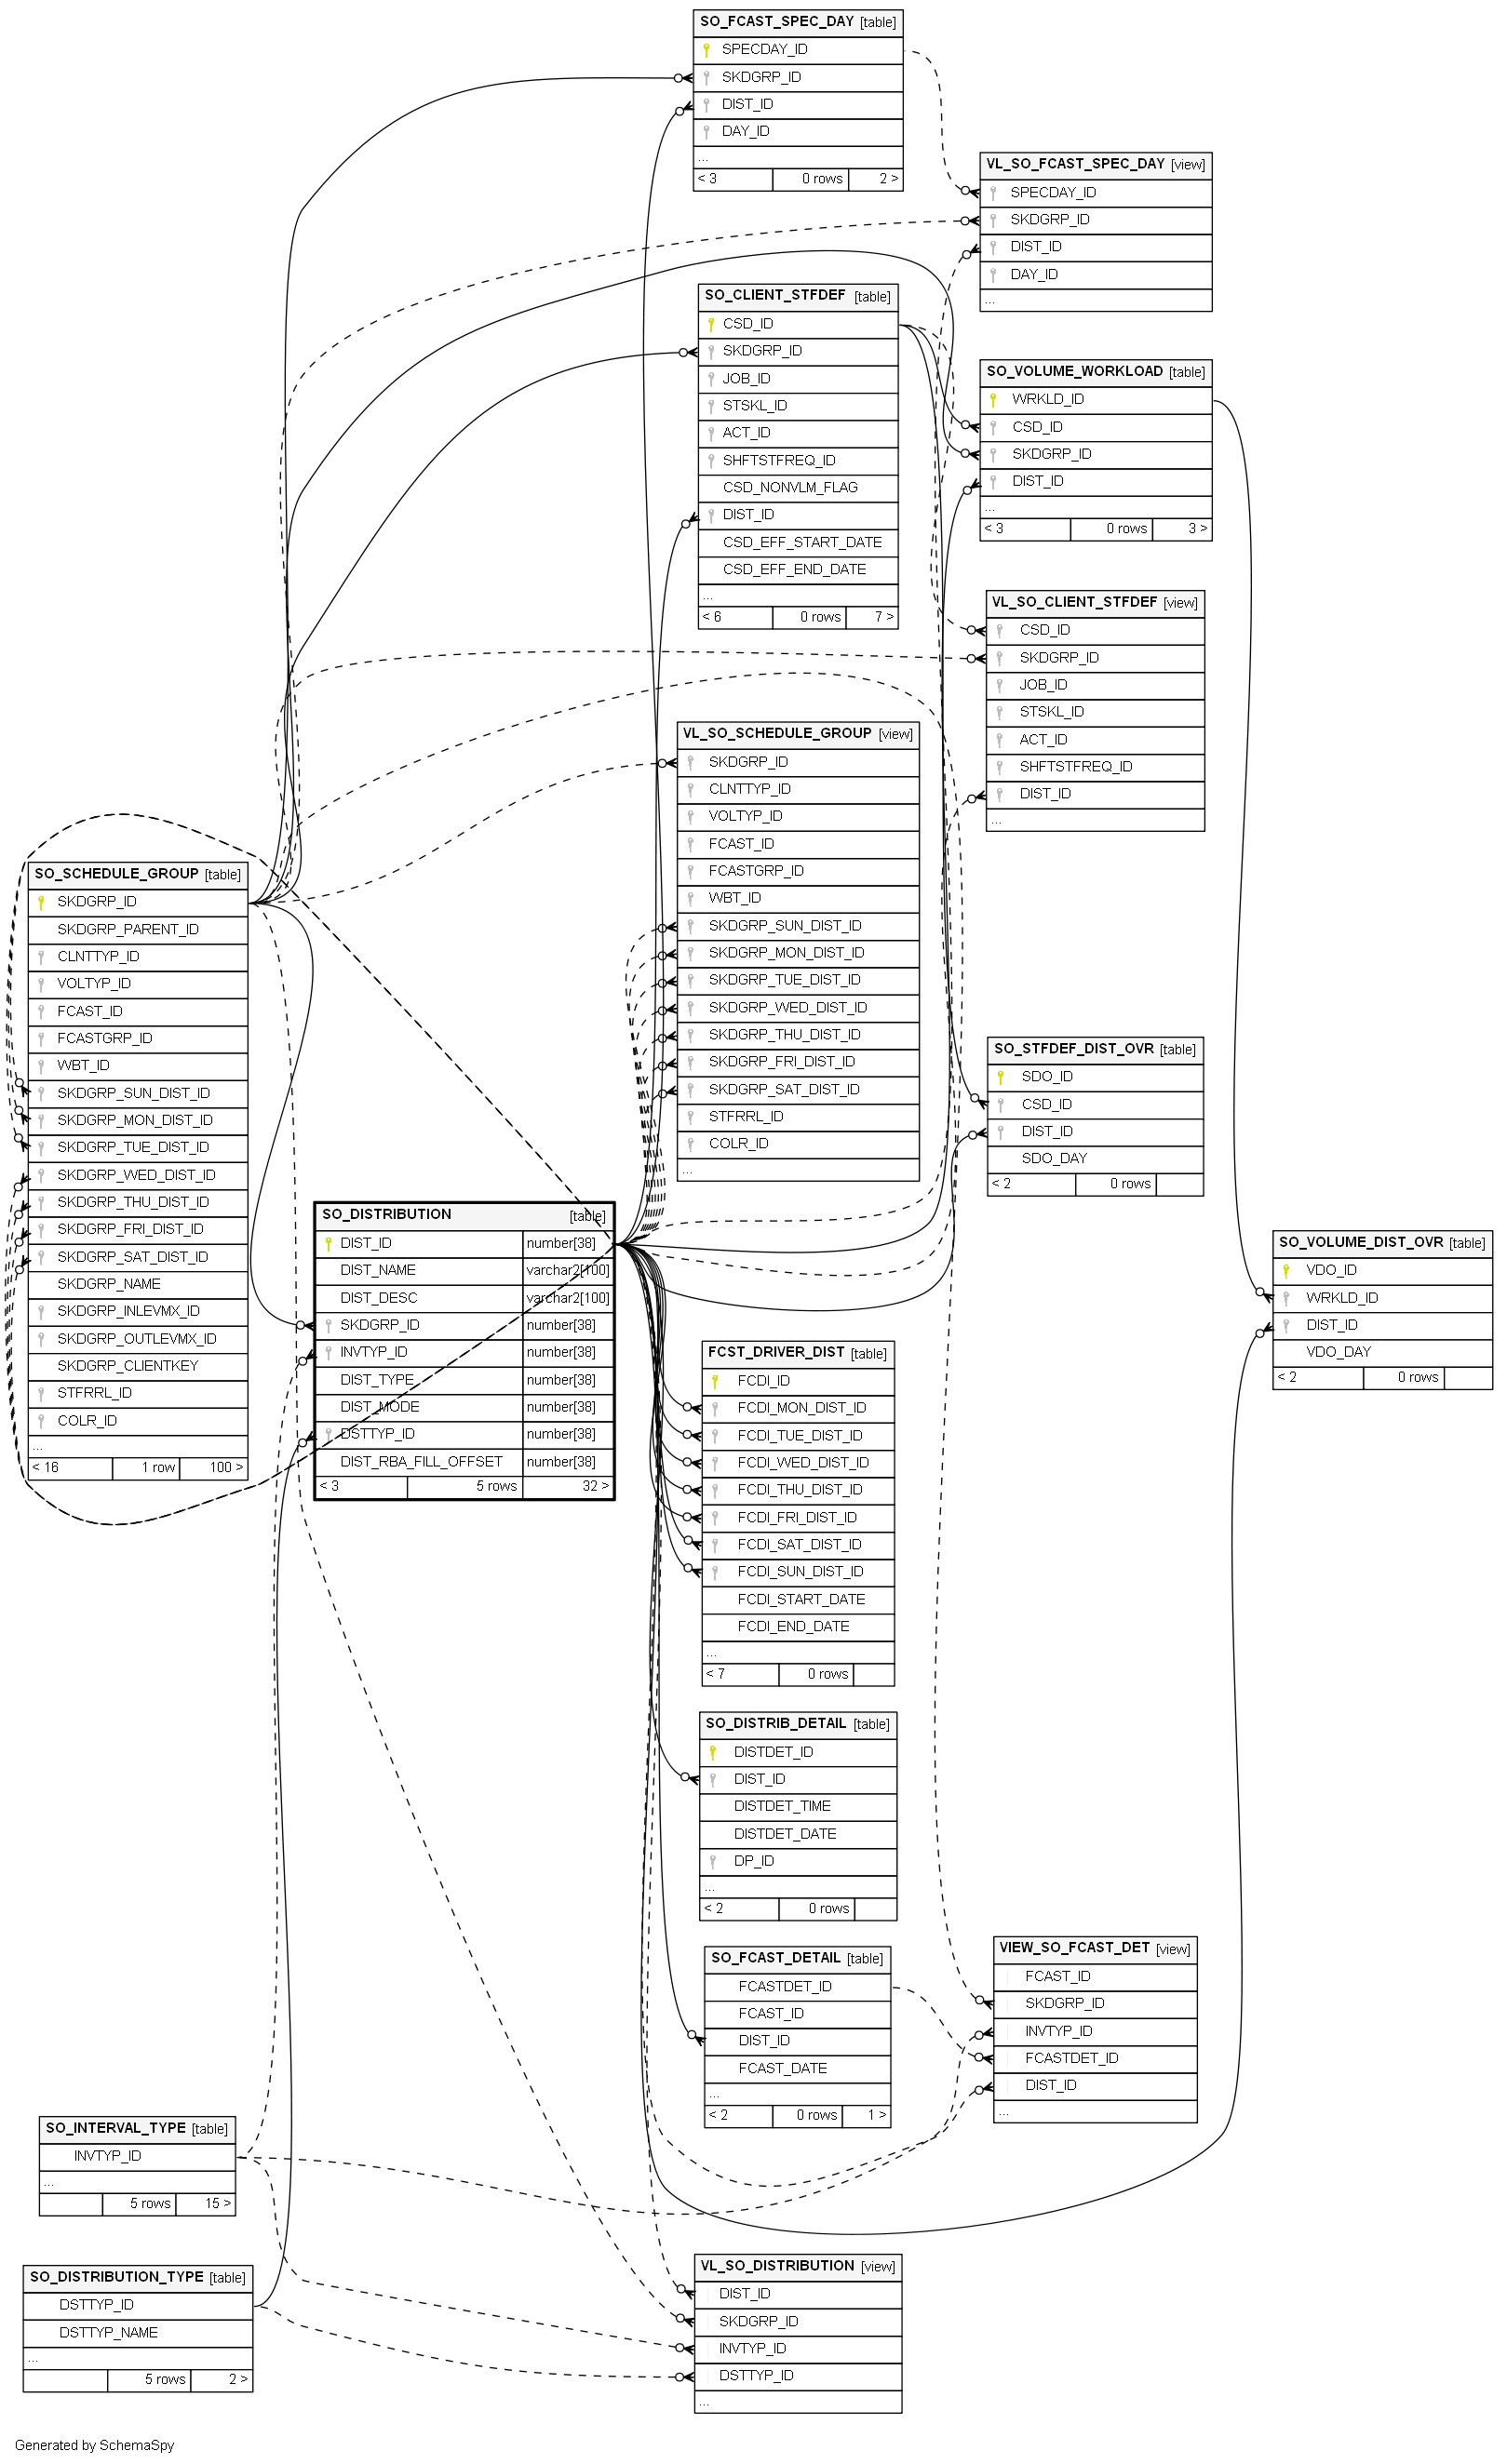 SO_FCAST_SPEC_DAY [table]
SPECDAY_ID
SKDGRP_ID
DIST_ID
DAY_ID
...
< 3 0 rows 2 >
VL_SO_FCAST_SPEC_DAY [view]
SPECDAY_ID
SKDGRP_ID
DIST_ID
DAY_ID
...
SO_CLIENT_STFDEF [table]
CSD_ID
SKDGRP_ID
JOB_ID
STSKL_ID
ACT_ID
SHFTSTFREQ_ID
CSD_NONVLM_FLAG
DIST_ID
CSD_EFF_START_DATE
CSD_EFF_END_DATE
...
< 6 0 rows 7 >
SO_VOLUME_WORKLOAD [table]
WRKLD_ID
CSD_ID
SKDGRP_ID
DIST_ID
...
< 3 0 rows 3 >
VL_SO_CLIENT_STFDEF [view]
CSD_ID
SKDGRP_ID
JOB_ID
STSKL_ID
ACT_ID
SHFTSTFREQ_ID
DIST_ID
...
VL_SO_SCHEDULE_GROUP [view]
SKDGRP_ID
CLNTTYP_ID
VOLTYP_ID
FCAST_ID
FCASTGRP_ID
WBT_ID
SKDGRP_SUN_DIST_ID
SKDGRP_MON_DIST_ID
SKDGRP_TUE_DIST_ID
SKDGRP_WED_DIST_ID
SKDGRP_THU_DIST_ID
SKDGRP_FRI_DIST_ID
SKDGRP_SAT_DIST_ID
STFRRL_ID
COLR_ID
...
SO_SCHEDULE_GROUP [table]
SKDGRP_ID
SKDGRP_PARENT_ID
CLNTTYP_ID
VOLTYP_ID
FCAST_ID
FCASTGRP_ID
WBT_ID
SKDGRP_SUN_DIST_ID
SKDGRP_MON_DIST_ID
SKDGRP_TUE_DIST_ID
SKDGRP_WED_DIST_ID
SKDGRP_THU_DIST_ID
SKDGRP_FRI_DIST_ID
SKDGRP_SAT_DIST_ID
SKDGRP_NAME
SKDGRP_INLEVMX_ID
SKDGRP_OUTLEVMX_ID
SKDGRP_CLIENTKEY
STFRRL_ID
COLR_ID
...
< 16 1 row 100 >
SO_STFDEF_DIST_OVR [table]
SDO_ID
CSD_ID
DIST_ID
SDO_DAY
< 2 0 rows
SO_DISTRIBUTION [table]
DIST_ID number[38]
DIST_NAME varchar2[100]
DIST_DESC varchar2[100]
SKDGRP_ID number[38]
INVTYP_ID number[38]
DIST_TYPE number[38]
DIST_MODE number[38]
DSTTYP_ID number[38]
DIST_RBA_FILL_OFFSET number[38]
< 3 5 rows 32 >
SO_VOLUME_DIST_OVR [table]
VDO_ID
WRKLD_ID
DIST_ID
VDO_DAY
< 2 0 rows
FCST_DRIVER_DIST [table]
FCDI_ID
FCDI_MON_DIST_ID
FCDI_TUE_DIST_ID
FCDI_WED_DIST_ID
FCDI_THU_DIST_ID
FCDI_FRI_DIST_ID
FCDI_SAT_DIST_ID
FCDI_SUN_DIST_ID
FCDI_START_DATE
FCDI_END_DATE
...
< 7 0 rows
SO_DISTRIB_DETAIL [table]
DISTDET_ID
DIST_ID
DISTDET_TIME
DISTDET_DATE
DP_ID
...
< 2 0 rows
SO_FCAST_DETAIL [table]
FCASTDET_ID
FCAST_ID
DIST_ID
FCAST_DATE
...
< 2 0 rows 1 >
VIEW_SO_FCAST_DET [view]
FCAST_ID
SKDGRP_ID
INVTYP_ID
FCASTDET_ID
DIST_ID
...
SO_INTERVAL_TYPE [table]
INVTYP_ID
...
5 rows 15 >
SO_DISTRIBUTION_TYPE [table]
DSTTYP_ID
DSTTYP_NAME
...
5 rows 2 >
VL_SO_DISTRIBUTION [view]
DIST_ID
SKDGRP_ID
INVTYP_ID
DSTTYP_ID
...
Generated by SchemaSpy